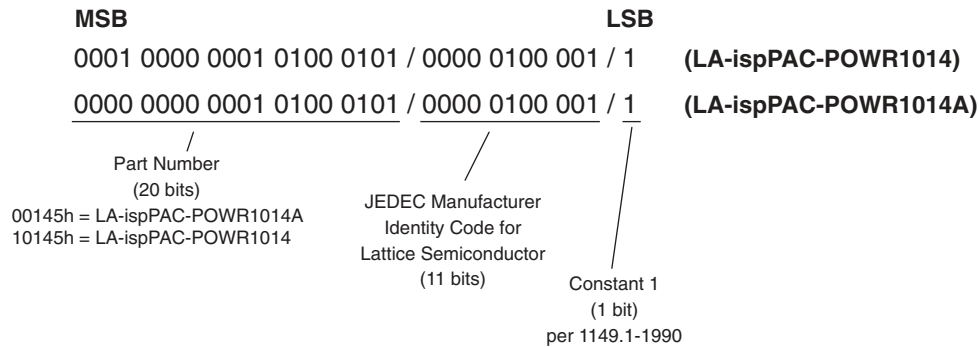 MSB LSB
0001 0000 0001 0100 0101 / 0000 0100 001 / 1 (LA-ispPAC-POWR1014)
0000 0000 0001 0100 0101 / 0000 0100 001 / 1 (LA-ispPAC-POWR1014A)
Part Number
(20 bits)
00145h = LA-ispPAC-POWR1014A
10145h = LA-ispPAC-POWR1014
JEDEC Manufacturer
Identity Code for
Lattice Semiconductor
(11 bits)
Constant 1
(1 bit)
per 1149.1-1990